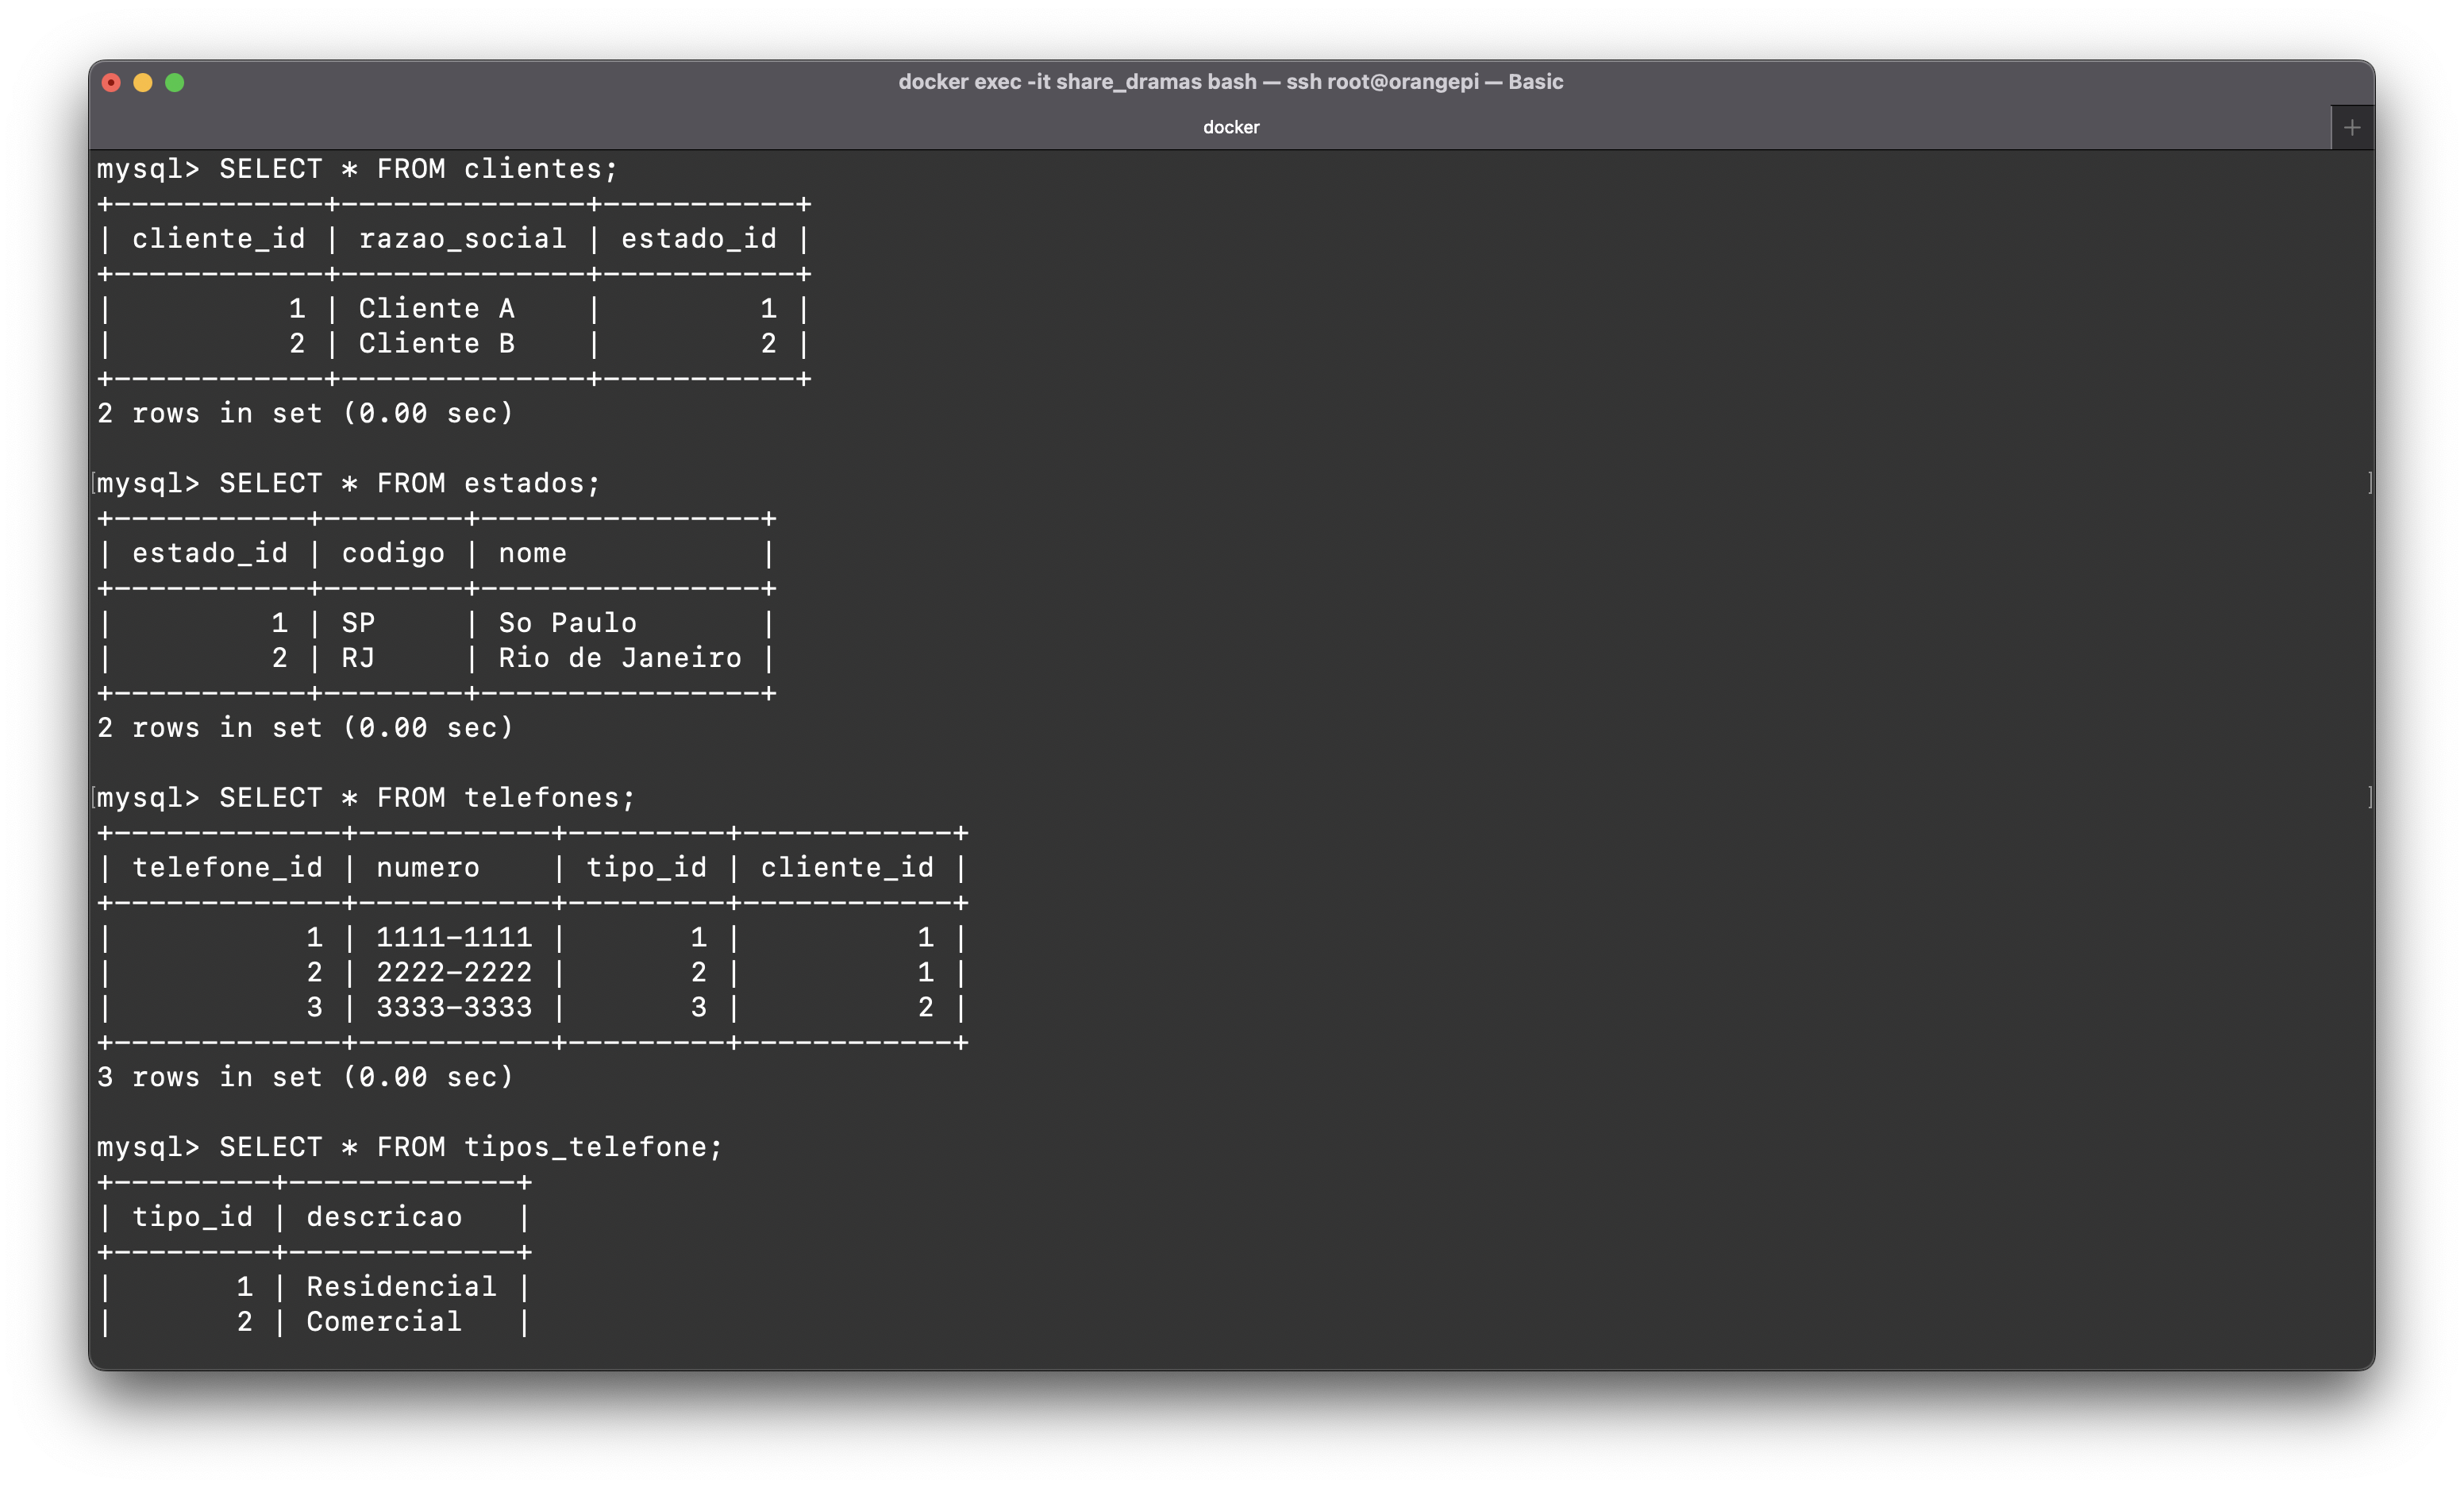 docker exec -it share_dramas bash — ssh root@orangepi — Basic
docker
mysql> SELECT * FROM clientes;
+------------+--------------+-----------+
| cliente_id | razao_social | estado_id |
+------------+--------------+-----------+
|          1 | Cliente A    |         1 |
|          2 | Cliente B    |         2 |
+------------+--------------+-----------+
2 rows in set (0.00 sec)
[mysql> SELECT * FROM estados; ]
+-----------+--------+----------------+
| estado_id | codigo | nome           |
+-----------+--------+----------------+
|         1 | SP     | So Paulo       |
|         2 | RJ     | Rio de Janeiro |
+-----------+--------+----------------+
2 rows in set (0.00 sec)
[mysql> SELECT * FROM telefones; ]
+-------------+-----------+---------+------------+
| telefone_id | numero    | tipo_id | cliente_id |
+-------------+-----------+---------+------------+
|           1 | 1111-1111 |       1 |          1 |
|           2 | 2222-2222 |       2 |          1 |
|           3 | 3333-3333 |       3 |          2 |
+-------------+-----------+---------+------------+
3 rows in set (0.00 sec)
mysql> SELECT * FROM tipos_telefone;
+---------+-------------+
| tipo_id | descricao   |
+---------+-------------+
|       1 | Residencial |
|       2 | Comercial   |